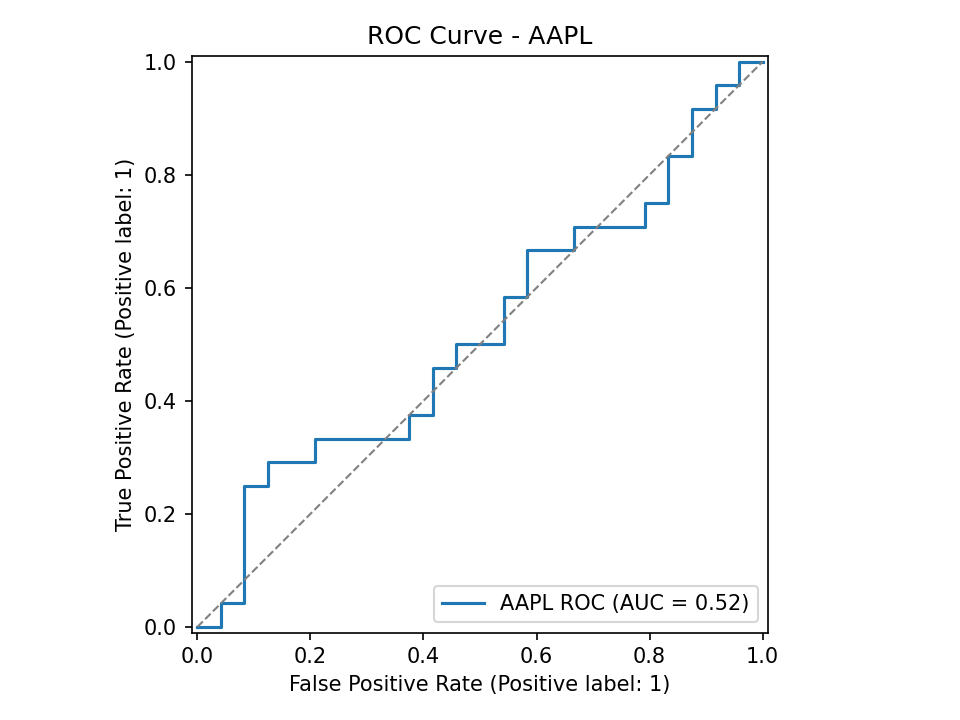 ROC Curve - AAPL
True Positive Rate (Positive label: 1)
1.0
0.8
0.6
0.4
0.2
0.0
AAPL ROC (AUC = 0.52)
0.0 0.2 0.4 0.6 0.8 1.0
False Positive Rate (Positive label: 1)